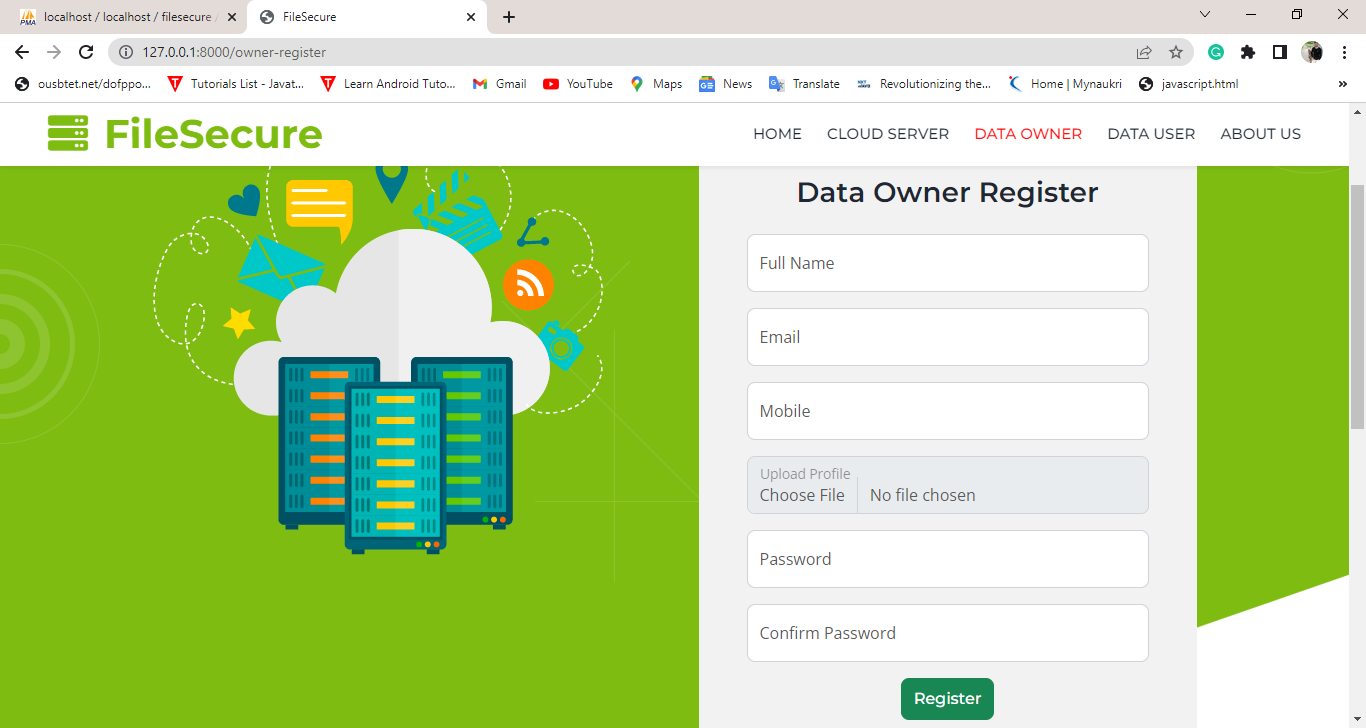 PMA localhost / localhost / filesecure /
FileSecure
127.0.0.1:8000/owner-register
ousbtet.net/dofppo... Tutorials List - Javat... Learn Android Tuto... Gmail YouTube Maps News Translate Revolutionizing the... Home | Mynaukri javascript.html »
FileSecure
HOME CLOUD SERVER DATA OWNER DATA USER ABOUT US
Data Owner Register
Full Name
Email
Mobile
Upload Profile
Choose File No file chosen
Password
Confirm Password
Register